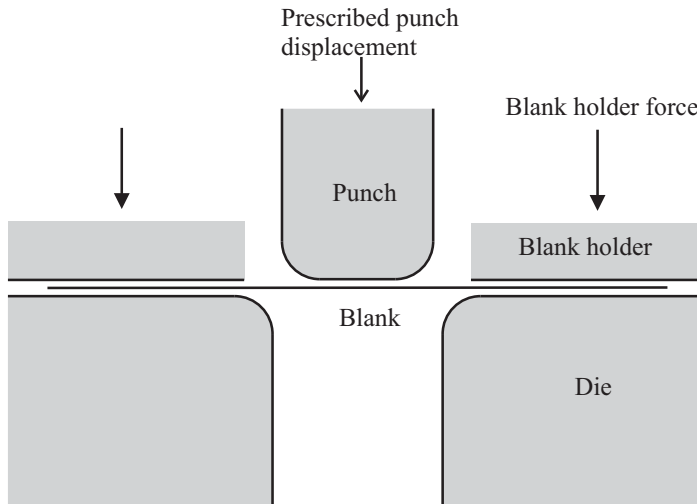 Prescribed punch
displacement
Blank holder force
Punch
Blank holder
Blank
Die